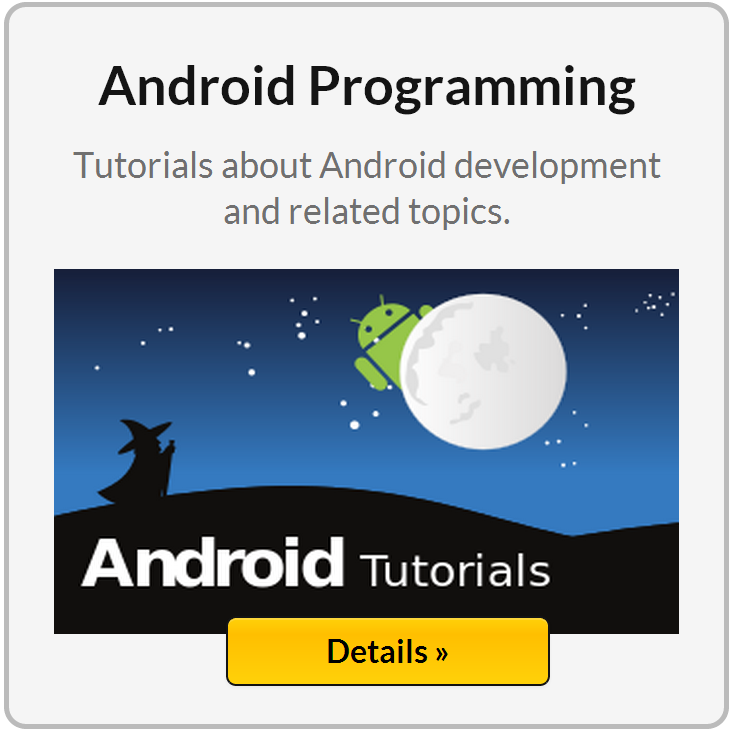 Android Programming
Tutorials about Android development
and related topics.
Android Tutorials
Details »